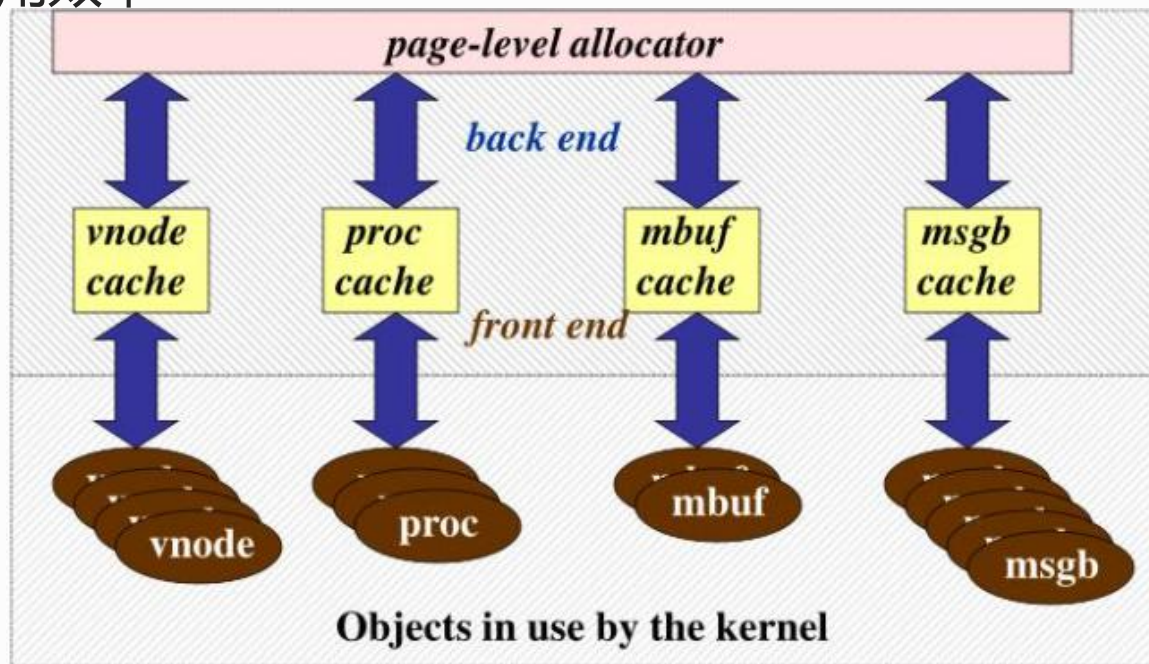 page-level allocator
back end
vnode
cache
proc
cache
mbuf
cache
msgb
cache
front end
vnode
proc
mbuf
msgb
Objects in use by the kernel